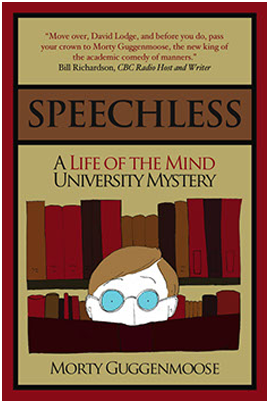 "Move over, David Lodge, and before you do, pass
your crown to Morty Guggenmoose, the new king of
the academic comedy of manners."
Bill Richardson, CBC Radio Host and Writer
SPEECHLESS
A LIFE OF THE MIND
UNIVERSITY MYSTERY
MORTY GUGGENMOOSE